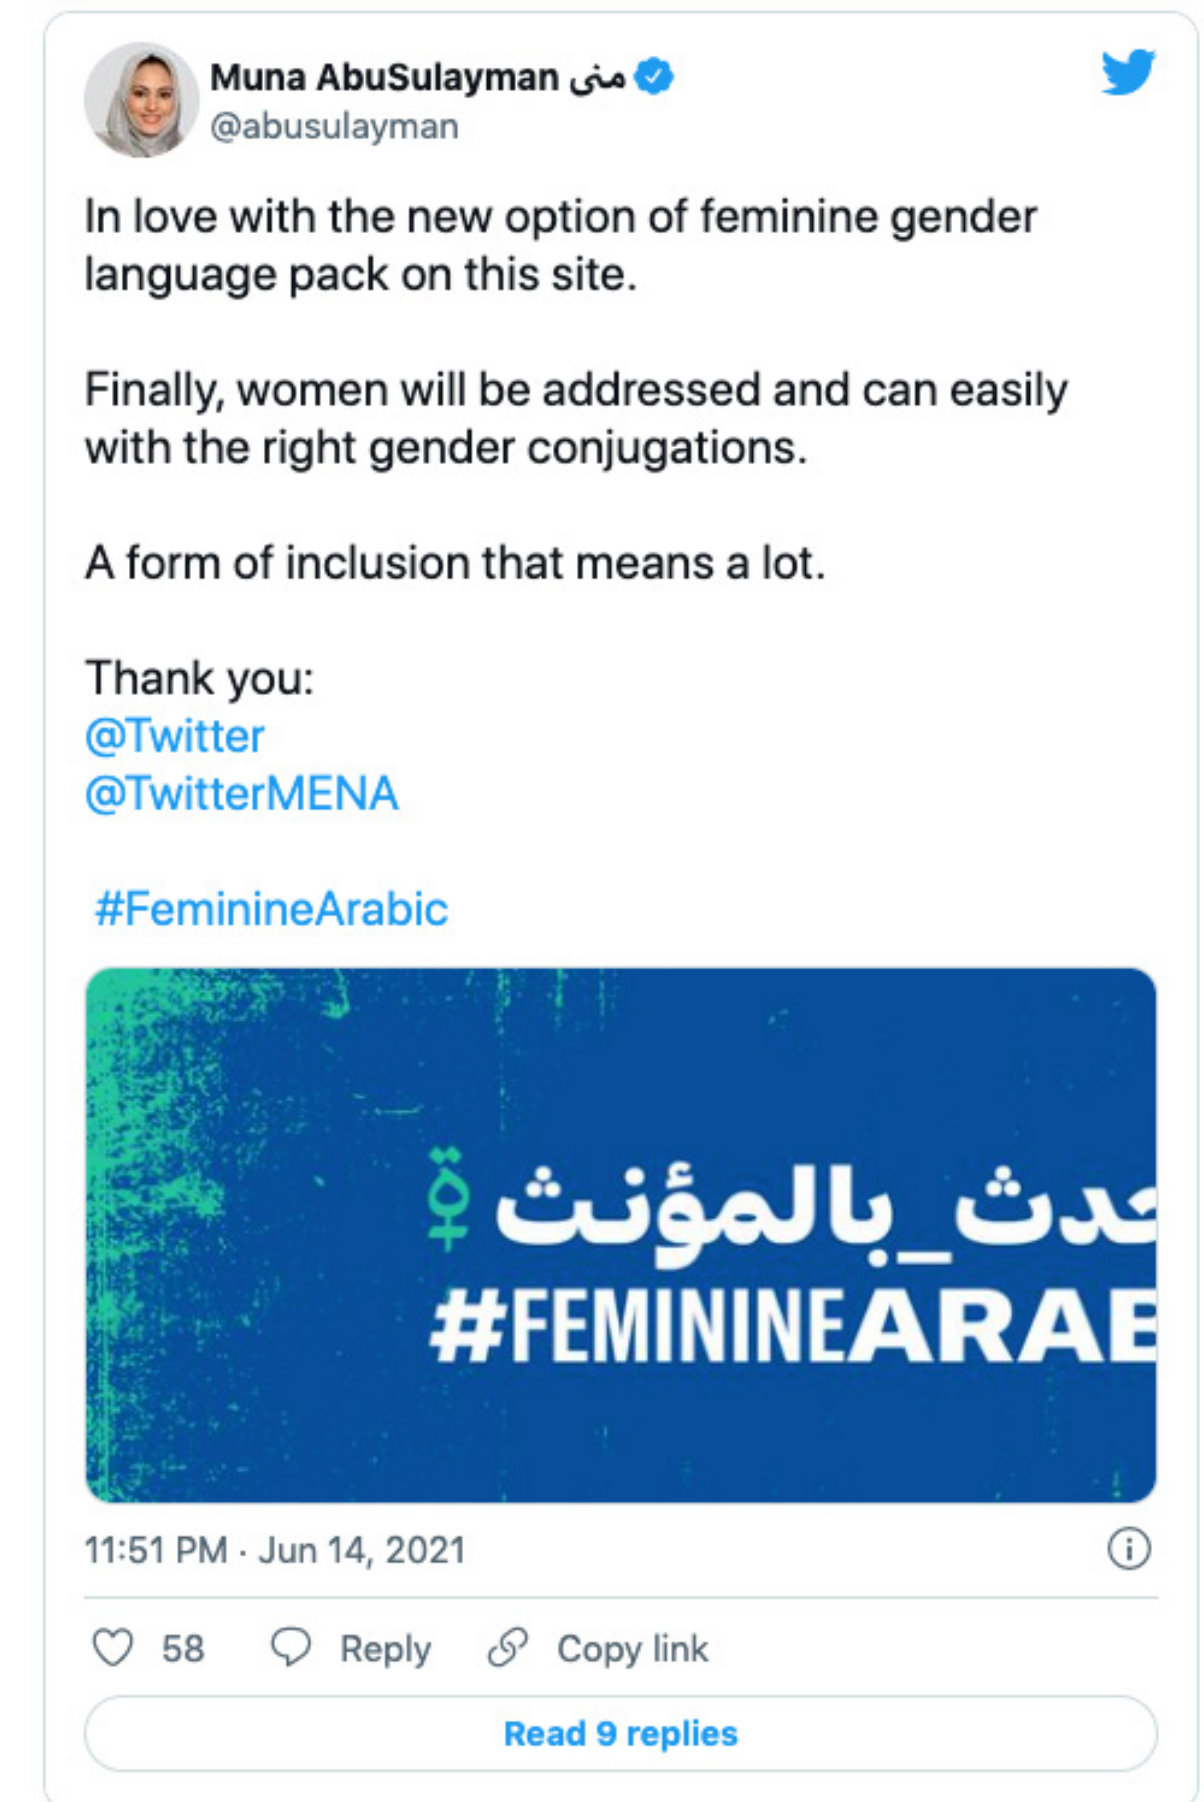 Muna AbuSulayman منى
@abusulayman
In love with the new option of feminine gender
language pack on this site.
Finally, women will be addressed and can easily
with the right gender conjugations.
A form of inclusion that means a lot.
Thank you:
@Twitter
@TwitterMENA
#FeminineArabic
حدث_بالمؤنث ة
#FEMININEARAB
11:51 PM · Jun 14, 2021
58 Reply Copy link
Read 9 replies